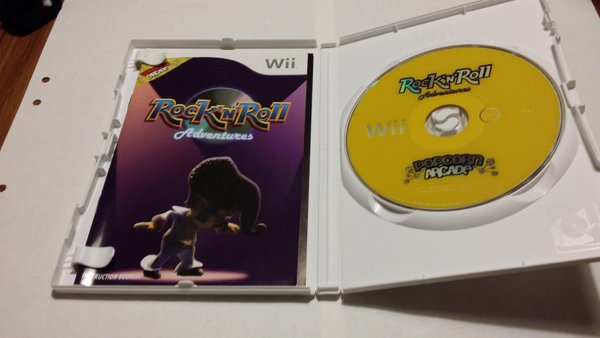 Wii
Rock'n'Roll
Adventures
INSTRUCTION BOOKLET
Rock'n'Roll
Adventures
Wii
POPCORN
ARCADE